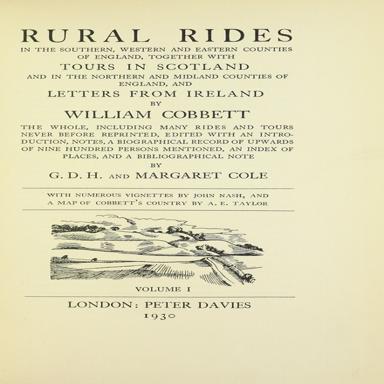 RURAL RIDES
IN THE SOUTHERN, WESTERN AND EASTERN COUNTIES
OF ENGLAND, TOGETHER WITH
TOURS IN SCOTLAND
AND IN THE NORTHERN AND MIDLAND COUNTIES OF
ENGLAND, AND
LETTERS FROM IRELAND
BY
WILLIAM COBBETT
THE WHOLE, INCLUDING MANY RIDES AND TOURS
NEVER BEFORE REPRINTED, EDITED WITH AN INTRO-
DUCTION, NOTES, A BIOGRAPHICAL RECORD OF UPWARDS
OF NINE HUNDRED PERSONS MENTIONED, AN INDEX OF
PLACES, AND A BIBLIOGRAPHICAL NOTE
BY
G. D. H. AND MARGARET COLE
WITH NUMEROUS VIGNETTES BY JOHN NASH, AND
A MAP OF COBBETT'S COUNTRY BY A. E. TAYLOR
VOLUME I
LONDON: PETER DAVIES
1930